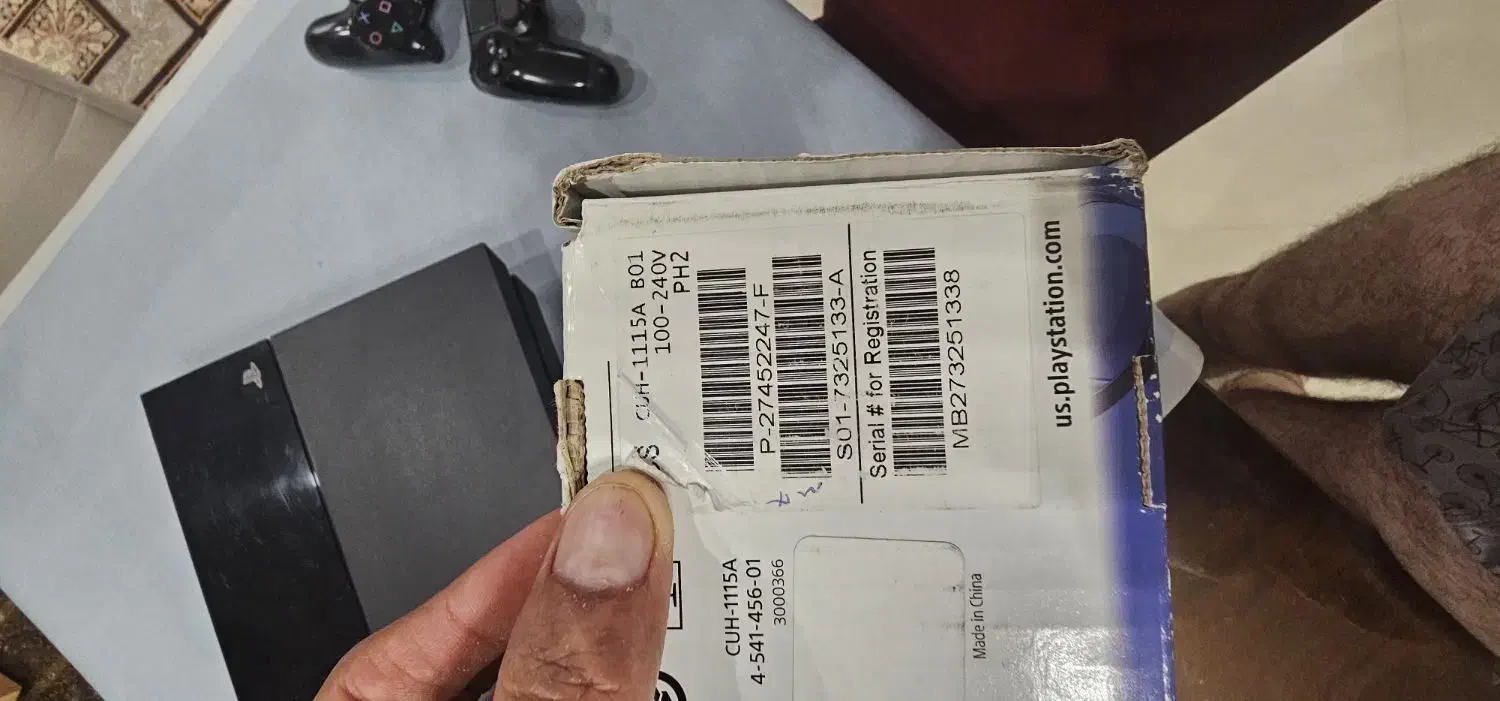 S CUH-1115A B01
100-240V
PH2
P-27452247-F
S01-7325133-A
Serial # for Registration
MB273251338
us.playstation.com
CUH-1115A
4-541-456-01
3000366
Made in China